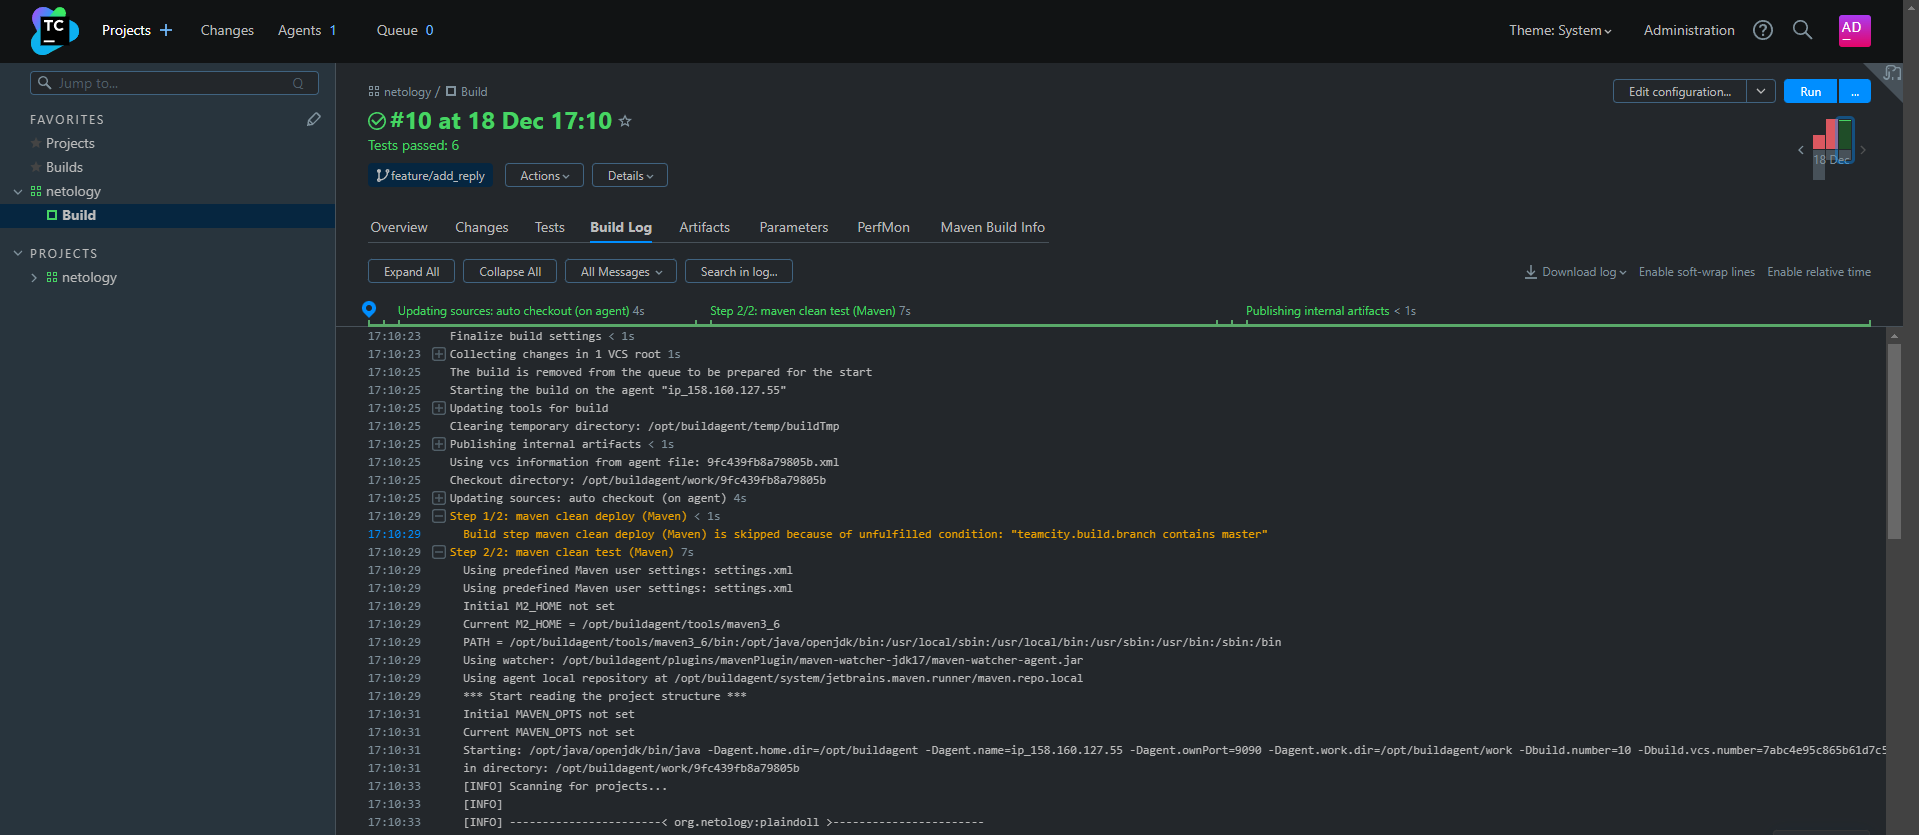 TC
Projects + Changes Agents 1 Queue 0 Theme: System Administration AD
Jump to... Q
FAVORITES
Projects
Builds
netology
Build
PROJECTS
netology
netology / Build
Edit configuration... Run ...
#10 at 18 Dec 17:10
Tests passed: 6
18 Dec
feature/add_reply Actions Details
Overview Changes Tests Build Log Artifacts Parameters PerfMon Maven Build Info
Expand All Collapse All All Messages Search in log... Download log Enable soft-wrap lines Enable relative time
Updating sources: auto checkout (on agent) 4s Step 2/2: maven clean test (Maven) 7s Publishing internal artifacts < 1s
17:10:23 Finalize build settings < 1s
17:10:23 Collecting changes in 1 VCS root 1s
17:10:25 The build is removed from the queue to be prepared for the start
17:10:25 Starting the build on the agent "ip_158.160.127.55"
17:10:25 Updating tools for build
17:10:25 Clearing temporary directory: /opt/buildagent/temp/buildTmp
17:10:25 Publishing internal artifacts < 1s
17:10:25 Using vcs information from agent file: 9fc439fb8a79805b.xml
17:10:25 Checkout directory: /opt/buildagent/work/9fc439fb8a79805b
17:10:25 Updating sources: auto checkout (on agent) 4s
17:10:29 Step 1/2: maven clean deploy (Maven) < 1s
17:10:29 Build step maven clean deploy (Maven) is skipped because of unfulfilled condition: "teamcity.build.branch contains master"
17:10:29 Step 2/2: maven clean test (Maven) 7s
17:10:29 Using predefined Maven user settings: settings.xml
17:10:29 Using predefined Maven user settings: settings.xml
17:10:29 Initial M2_HOME not set
17:10:29 Current M2_HOME = /opt/buildagent/tools/maven3_6
17:10:29 PATH = /opt/buildagent/tools/maven3_6/bin:/opt/java/openjdk/bin:/usr/local/sbin:/usr/local/bin:/usr/sbin:/usr/bin:/sbin:/bin
17:10:29 Using watcher: /opt/buildagent/plugins/mavenPlugin/maven-watcher-jdk17/maven-watcher-agent.jar
17:10:29 Using agent local repository at /opt/buildagent/system/jetbrains.maven.runner/maven.repo.local
17:10:29 *** Start reading the project structure ***
17:10:31 Initial MAVEN_OPTS not set
17:10:31 Current MAVEN_OPTS not set
17:10:31 Starting: /opt/java/openjdk/bin/java -Dagent.home.dir=/opt/buildagent -Dagent.name=ip_158.160.127.55 -Dagent.ownPort=9090 -Dagent.work.dir=/opt/buildagent/work -Dbuild.number=10 -Dbuild.vcs.number=7abc4e95c865b61d7c5
17:10:31 in directory: /opt/buildagent/work/9fc439fb8a79805b
17:10:33 [INFO] Scanning for projects...
17:10:33 [INFO]
17:10:33 [INFO] -----------------------< org.netology:plaindoll >-----------------------